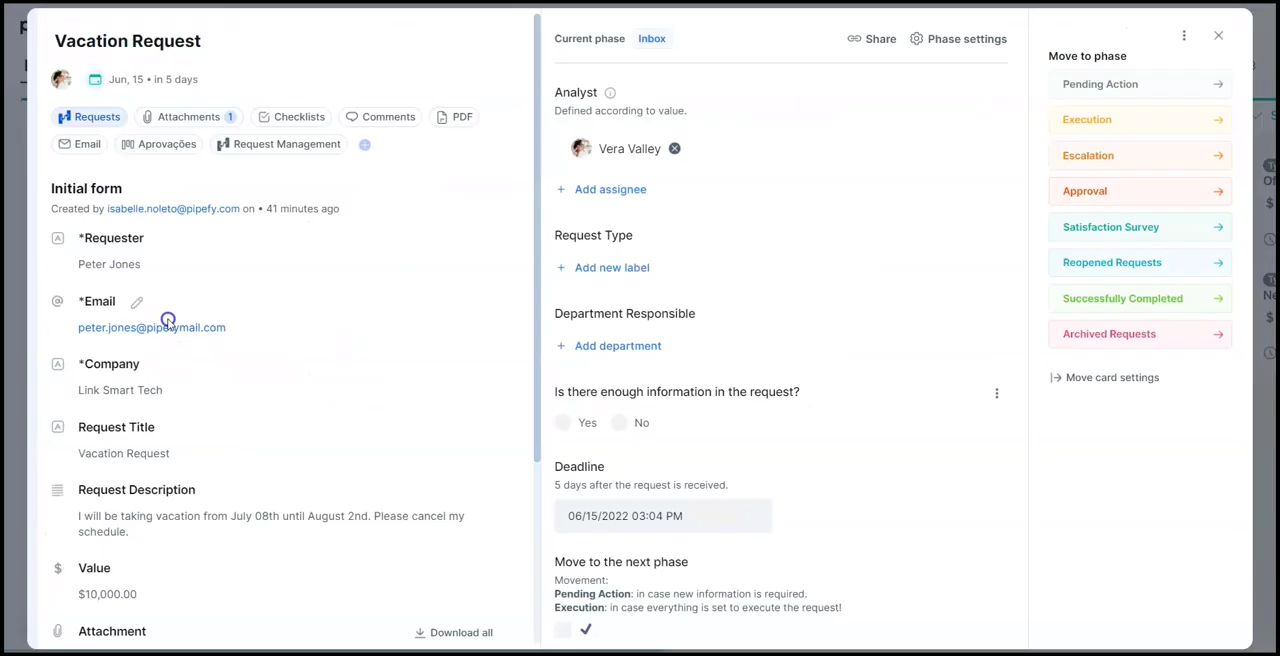 Vacation Request
Jun, 15 • in 5 days
Requests
Attachments 1
Checklists
Comments
PDF
Email
Aprovações
Request Management
Initial form
Created by isabelle.noleto@pipefy.com on • 41 minutes ago
*Requester
Peter Jones
*Email
peter.jones@pipefymail.com
*Company
Link Smart Tech
Request Title
Vacation Request
Request Description
I will be taking vacation from July 08th until August 2nd. Please cancel my
schedule.
Value
$10,000.00
Attachment
Download all
Current phase Inbox
Share
Phase settings
Analyst
Defined according to value.
Vera Valley
+ Add assignee
Request Type
+ Add new label
Department Responsible
+ Add department
Is there enough information in the request?
Yes
No
Deadline
5 days after the request is received.
06/15/2022 03:04 PM
Move to the next phase
Movement:
Pending Action: in case new information is required.
Execution: in case everything is set to execute the request!
Move to phase
Pending Action
Execution
Escalation
Approval
Satisfaction Survey
Reopened Requests
Successfully Completed
Archived Requests
Move card settings